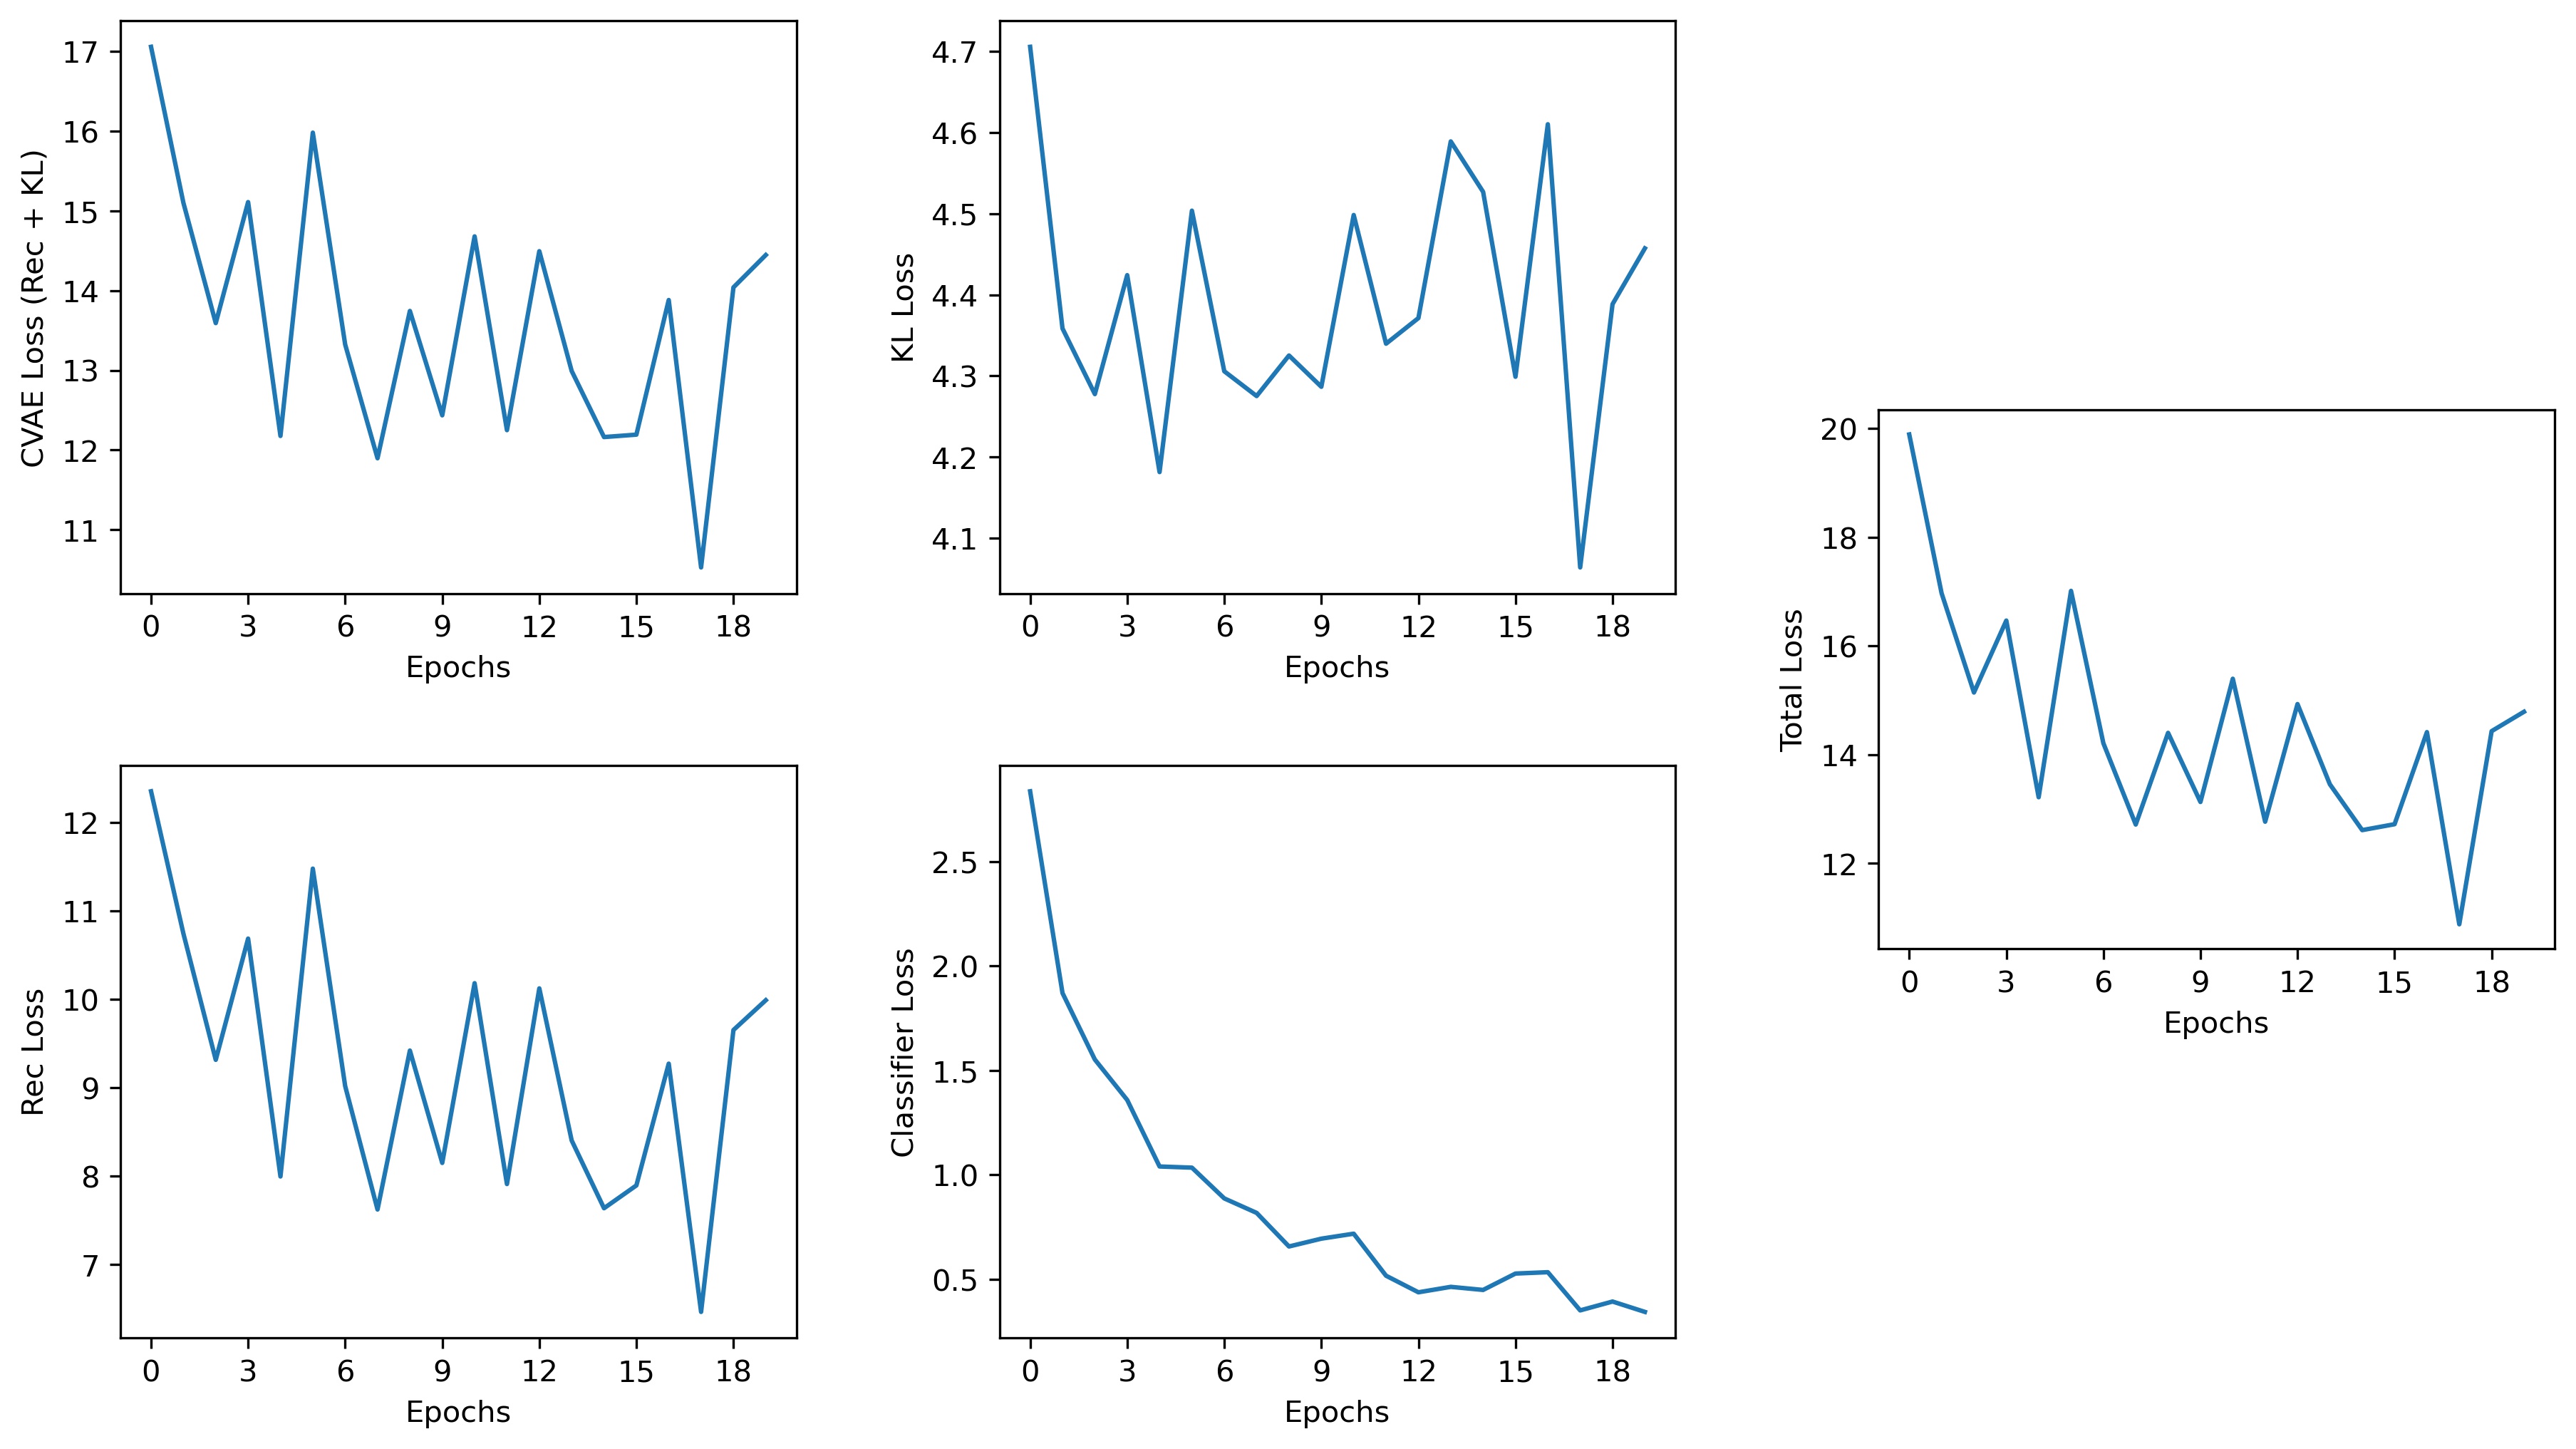 CVAE Loss (Rec + KL)
17
16
15
14
13
12
11
0 3 6 9 12 15 18
Epochs
KL Loss
4.7
4.6
4.5
4.4
4.3
4.2
4.1
0 3 6 9 12 15 18
Epochs
Rec Loss
12
11
10
9
8
7
0 3 6 9 12 15 18
Epochs
Classifier Loss
2.5
2.0
1.5
1.0
0.5
0 3 6 9 12 15 18
Epochs
Total Loss
20
18
16
14
12
0 3 6 9 12 15 18
Epochs